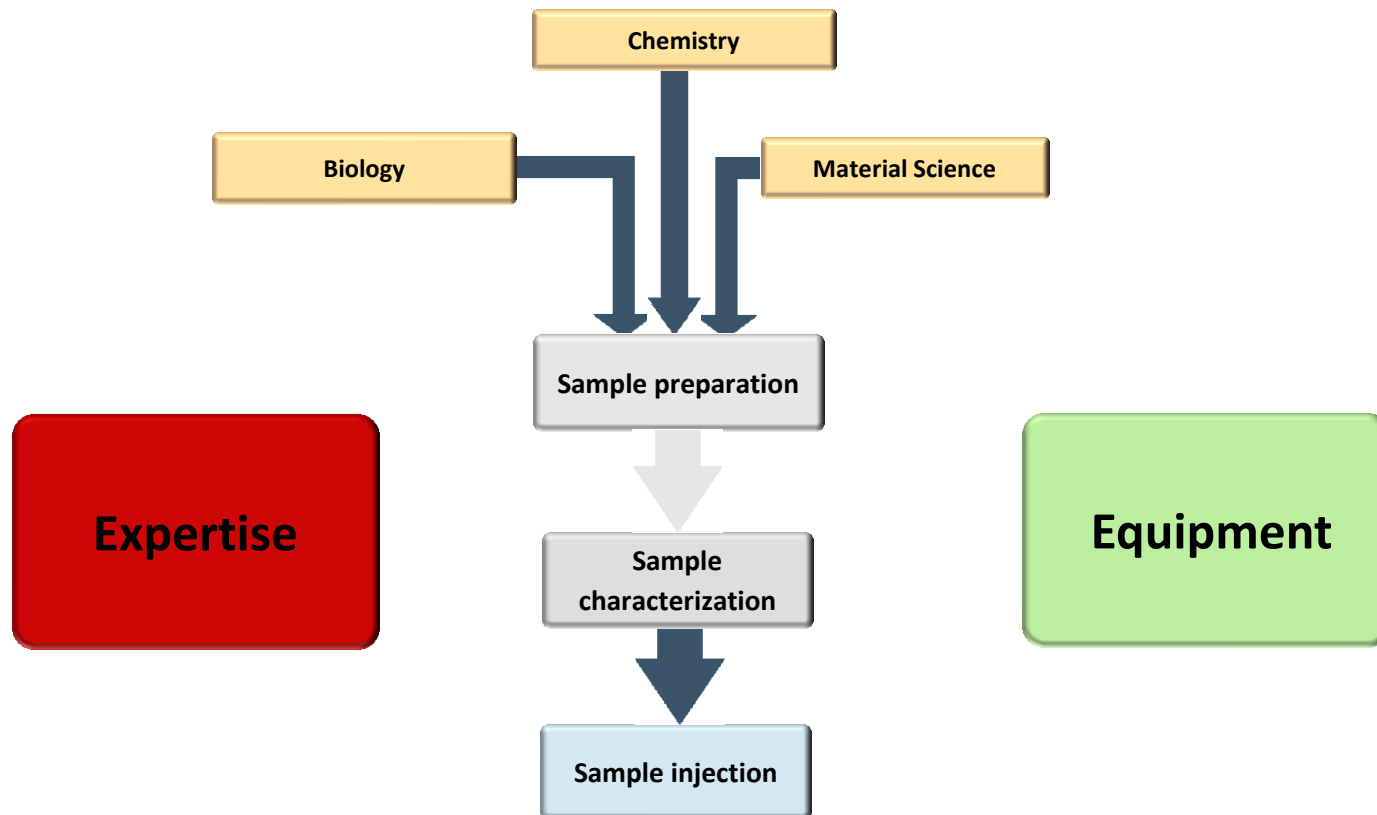 Chemistry
Biology
Material Science
Sample preparation
Expertise
Equipment
Sample
characterization
Sample injection